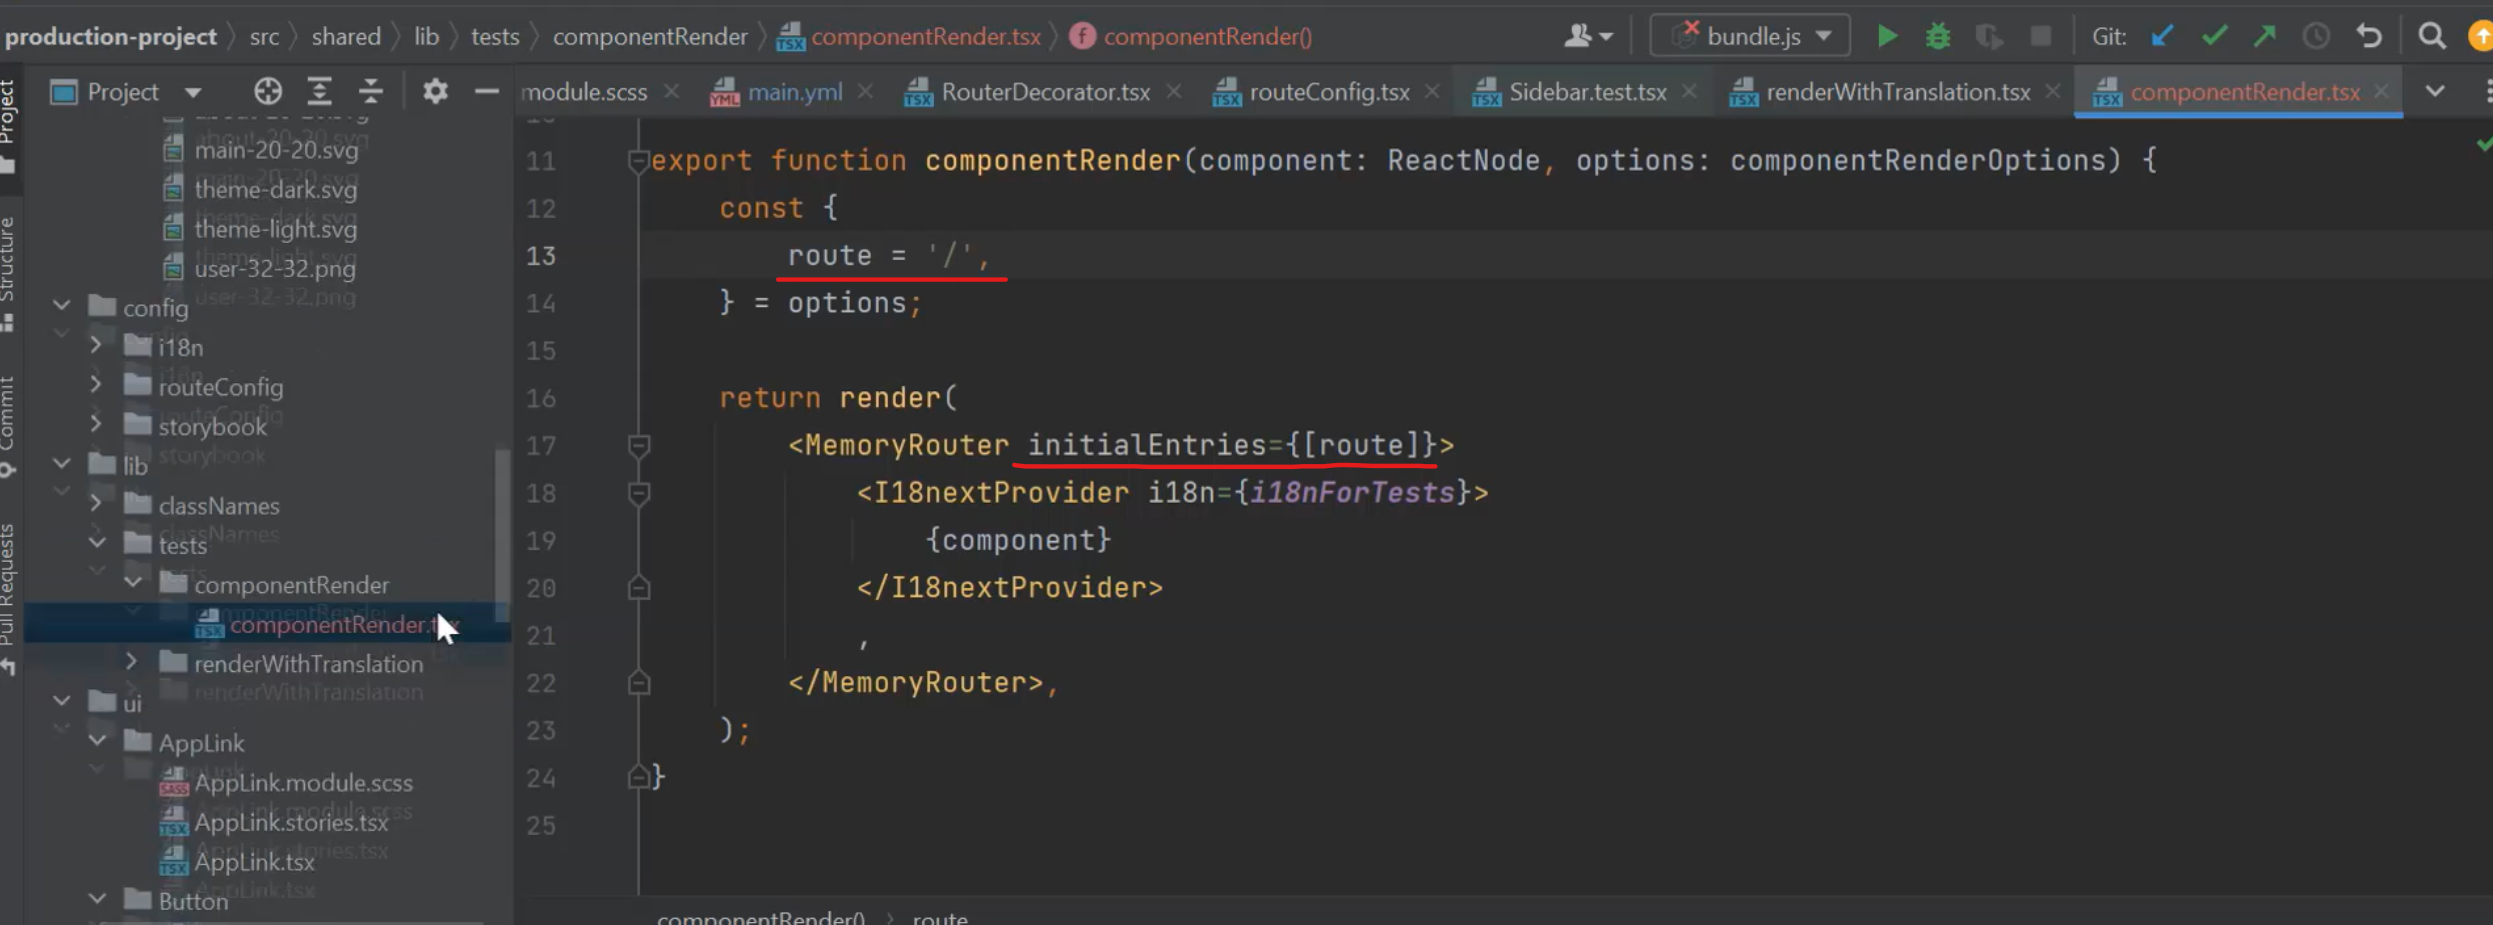 production-project src shared lib tests componentRender componentRender.tsx componentRender() bundle.js Git:
Project
module.scss main.yml RouterDecorator.tsx routeConfig.tsx Sidebar.test.tsx renderWithTranslation.tsx componentRender.tsx
Project
Structure
Commit
Pull Requests
about-20-20.svg
main-20-20.svg
theme-dark.svg
theme-light.svg
user-32-32.png
config
i18n
routeConfig
storybook
lib
classNames
tests
componentRender
componentRender.tsx
renderWithTranslation
ui
AppLink
AppLink.module.scss
AppLink.stories.tsx
AppLink.tsx
Button
10
11 export function componentRender(component: ReactNode, options: componentRenderOptions) {
12 const {
13 route = '/',
14 } = options;
15
16 return render(
17 <MemoryRouter initialEntries={[route]}>
18 <I18nextProvider i18n={i18nForTests}>
19 {component}
20 </I18nextProvider>
21 ,
22 </MemoryRouter>,
23 );
24 }
25
componentRender() route